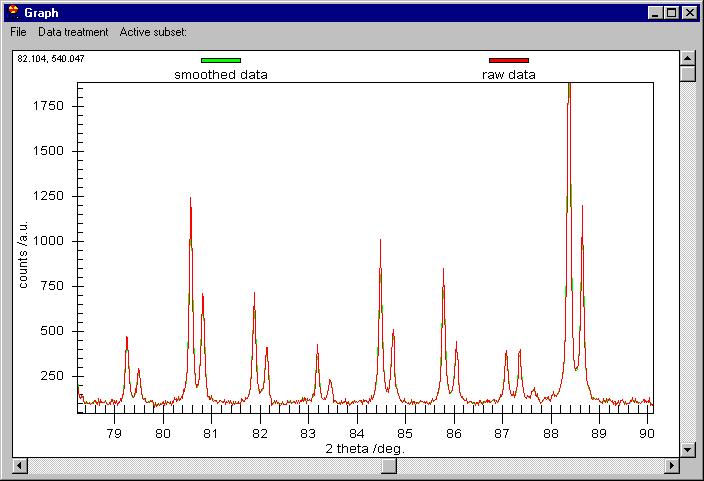 Graph
File Data treatment Active subset:
82.104, 540.047
smoothed data raw data
1750
1500
1250
1000
750
500
250
counts /a.u.
79 80 81 82 83 84 85 86 87 88 89 90
2 theta /deg.